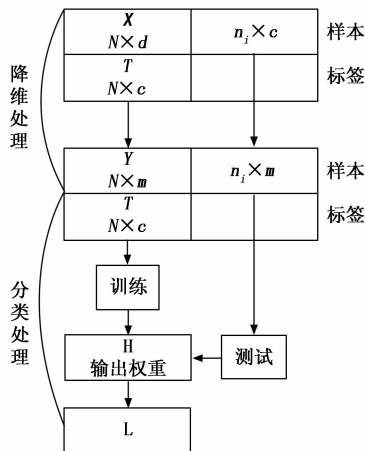 X
N×d
n_i×c
样本
T
N×c
标签
降维处理
Y
N×m
n_i×m
样本
T
N×c
标签
分类处理
训练
H
输出权重
测试
L